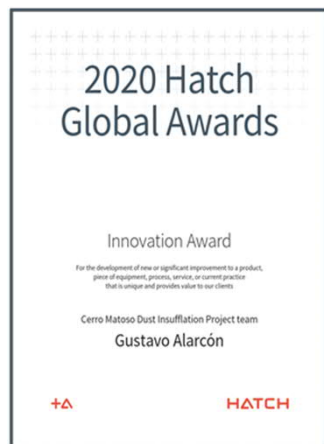 2020 Hatch
Global Awards
Innovation Award
For the development of new or significant improvement to a product,
piece of equipment, process, service, or current practice
that is unique and provides value to our clients
Cerro Matoso Dust Insufflation Project team
Gustavo Alarcón
HATCH